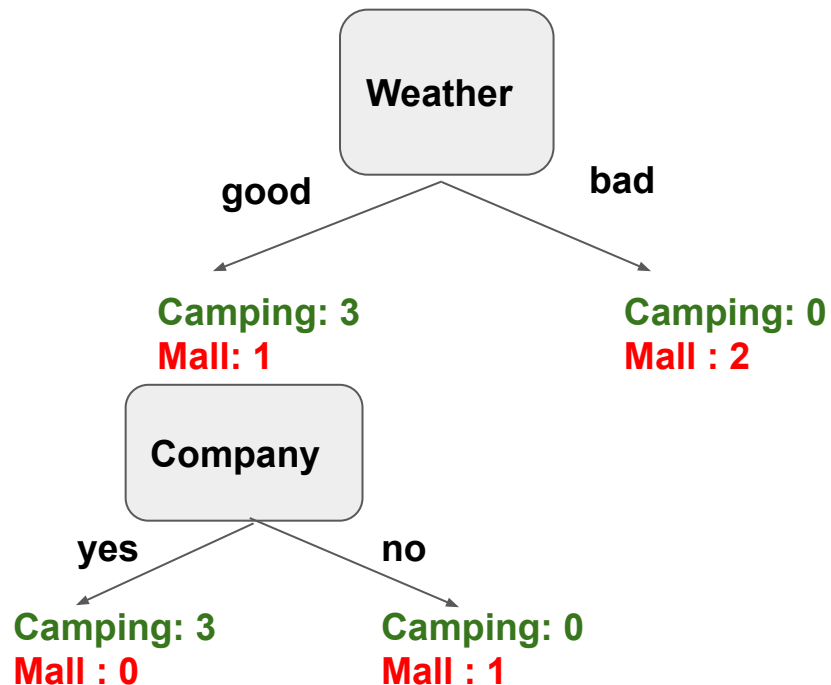 Weather
good
bad
Camping: 3
Mall: 1
Camping: 0
Mall : 2
Company
yes
no
Camping: 3
Mall : 0
Camping: 0
Mall : 1